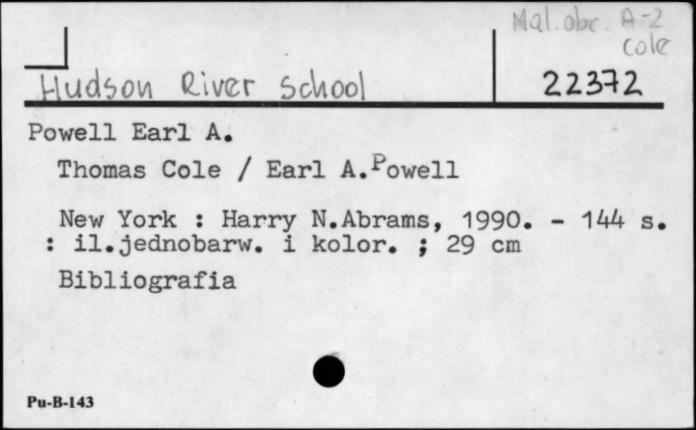 Mal. obc. A-2
Cole
Hudson River School
22372
Powell Earl A.
Thomas Cole / Earl A.Powell
New York : Harry N.Abrams, 1990. - 144 s.
: il.jednobarw. i kolor. ; 29 cm
Bibliografia
Pu-B-143